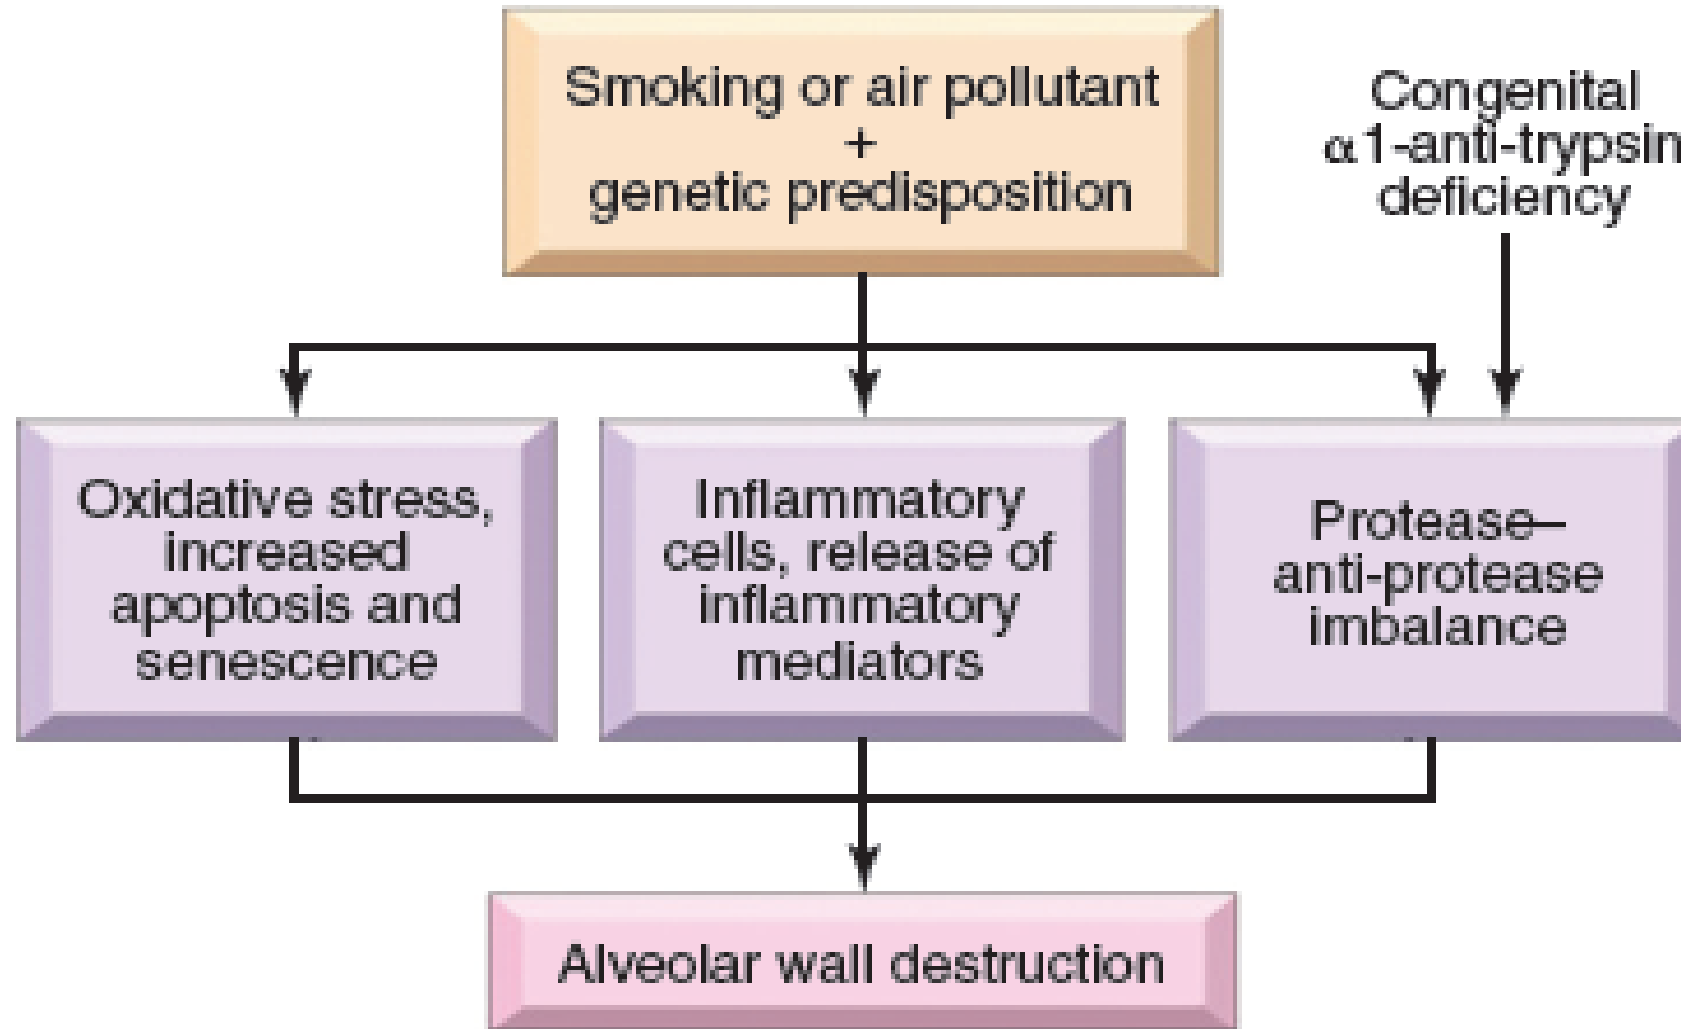 Smoking or air pollutant
+
genetic predisposition
Congenital
α1-anti-trypsin
deficiency
Oxidative stress,
increased
apoptosis and
senescence
Inflammatory
cells, release of
inflammatory
mediators
Protease–
anti-protease
imbalance
Alveolar wall destruction